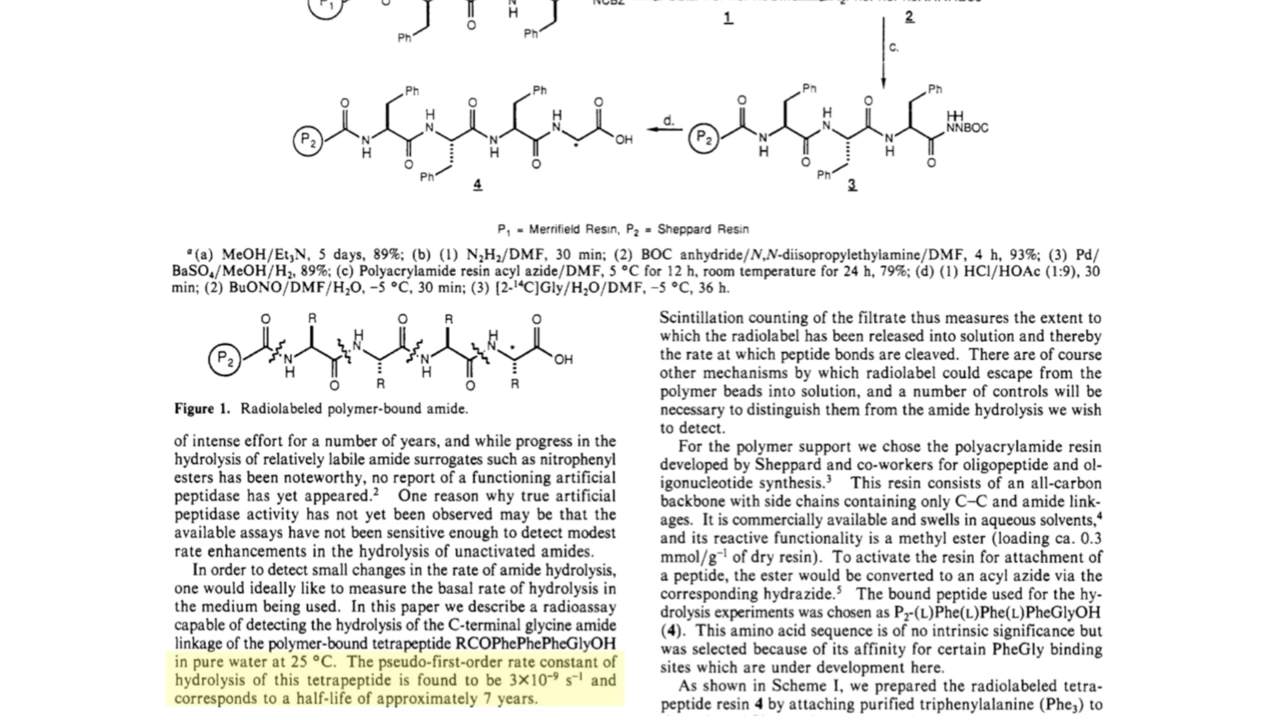 P1
O
H
NCBZ
Ph
O
Ph
1
2
c.
O
Ph
H
O
Ph
H
O
P2
N
H
O
N
Ph
N
H
O
N
OH
4
d.
O
Ph
H
O
Ph
HH
P2
N
H
O
N
Ph
N
H
O
NNBOC
3
P1 = Merrifield Resin, P2 = Sheppard Resin
a(a) MeOH/Et3N, 5 days, 89%; (b) (1) N2H2/DMF, 30 min; (2) BOC anhydride/N,N-diisopropylethylamine/DMF, 4 h, 93%; (3) Pd/
BaSO4/MeOH/H2, 89%; (c) Polyacrylamide resin acyl azide/DMF, 5 °C for 12 h, room temperature for 24 h, 79%; (d) (1) HCl/HOAc (1:9), 30
min; (2) BuONO/DMF/H2O, –5 °C, 30 min; (3) [2-14C]Gly/H2O/DMF, –5 °C, 36 h.
O
R
H
O
R
H
O
P2
N
H
O
N
R
N
H
O
N
R
OH
Figure 1. Radiolabeled polymer-bound amide.
of intense effort for a number of years, and while progress in the
hydrolysis of relatively labile amide surrogates such as nitrophenyl
esters has been noteworthy, no report of a functioning artificial
peptidase has yet appeared.2 One reason why true artificial
peptidase activity has not yet been observed may be that the
available assays have not been sensitive enough to detect modest
rate enhancements in the hydrolysis of unactivated amides.
In order to detect small changes in the rate of amide hydrolysis,
one would ideally like to measure the basal rate of hydrolysis in
the medium being used. In this paper we describe a radioassay
capable of detecting the hydrolysis of the C-terminal glycine amide
linkage of the polymer-bound tetrapeptide RCOPhePhePheGlyOH
in pure water at 25 °C. The pseudo-first-order rate constant of
hydrolysis of this tetrapeptide is found to be 3×10-9 s-1 and
corresponds to a half-life of approximately 7 years.
Scintillation counting of the filtrate thus measures the extent to
which the radiolabel has been released into solution and thereby
the rate at which peptide bonds are cleaved. There are of course
other mechanisms by which radiolabel could escape from the
polymer beads into solution, and a number of controls will be
necessary to distinguish them from the amide hydrolysis we wish
to detect.
For the polymer support we chose the polyacrylamide resin
developed by Sheppard and co-workers for oligopeptide and ol-
igonucleotide synthesis.3 This resin consists of an all-carbon
backbone with side chains containing only C–C and amide link-
ages. It is commercially available and swells in aqueous solvents,4
and its reactive functionality is a methyl ester (loading ca. 0.3
mmol/g-1 of dry resin). To activate the resin for attachment of
a peptide, the ester would be converted to an acyl azide via the
corresponding hydrazide.5 The bound peptide used for the hy-
drolysis experiments was chosen as P2-(L)Phe(L)Phe(L)PheGlyOH
(4). This amino acid sequence is of no intrinsic significance but
was selected because of its affinity for certain PheGly binding
sites which are under development here.
As shown in Scheme I, we prepared the radiolabeled tetra-
peptide resin 4 by attaching purified triphenylalanine (Phe3) to